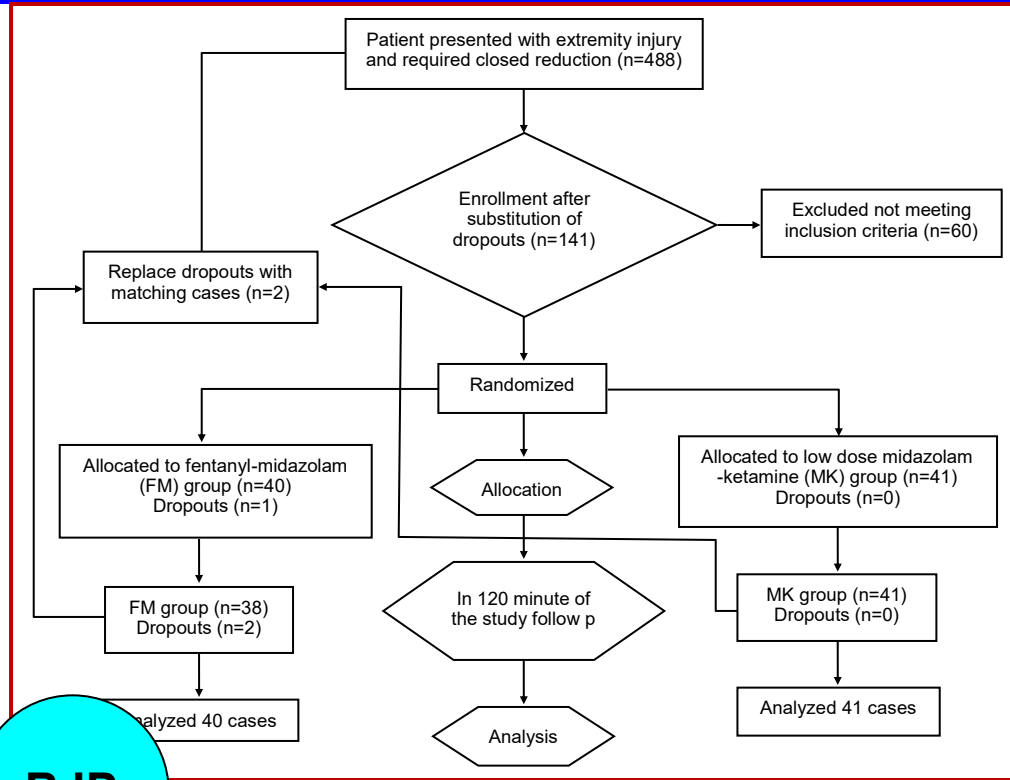 Patient presented with extremity injury
and required closed reduction (n=488)
Enrollment after
substitution of
dropouts (n=141)
Excluded not meeting
inclusion criteria (n=60)
Replace dropouts with
matching cases (n=2)
Randomized
Allocated to fentanyl-midazolam
(FM) group (n=40)
Dropouts (n=1)
Allocation
Allocated to low dose midazolam
-ketamine (MK) group (n=41)
Dropouts (n=0)
FM group (n=38)
Dropouts (n=2)
In 120 minute of
the study follow p
MK group (n=41)
Dropouts (n=0)
nalyzed 40 cases
Analysis
Analyzed 41 cases